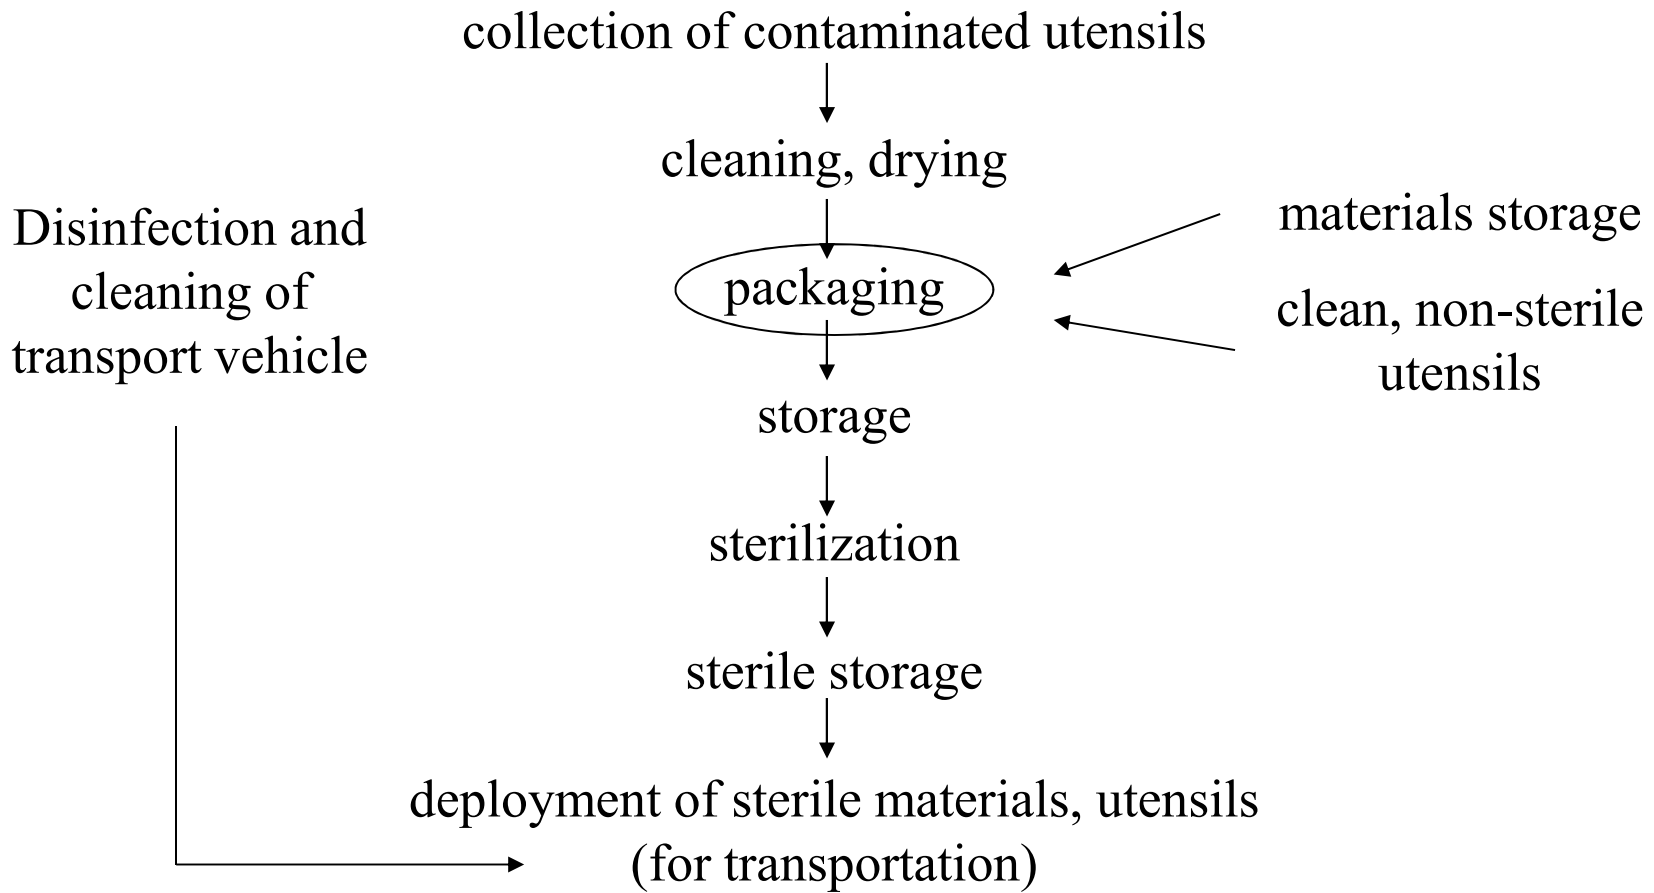 collection of contaminated utensils
cleaning, drying
Disinfection and
cleaning of
transport vehicle
packaging
materials storage
clean, non-sterile
utensils
storage
sterilization
sterile storage
deployment of sterile materials, utensils
(for transportation)